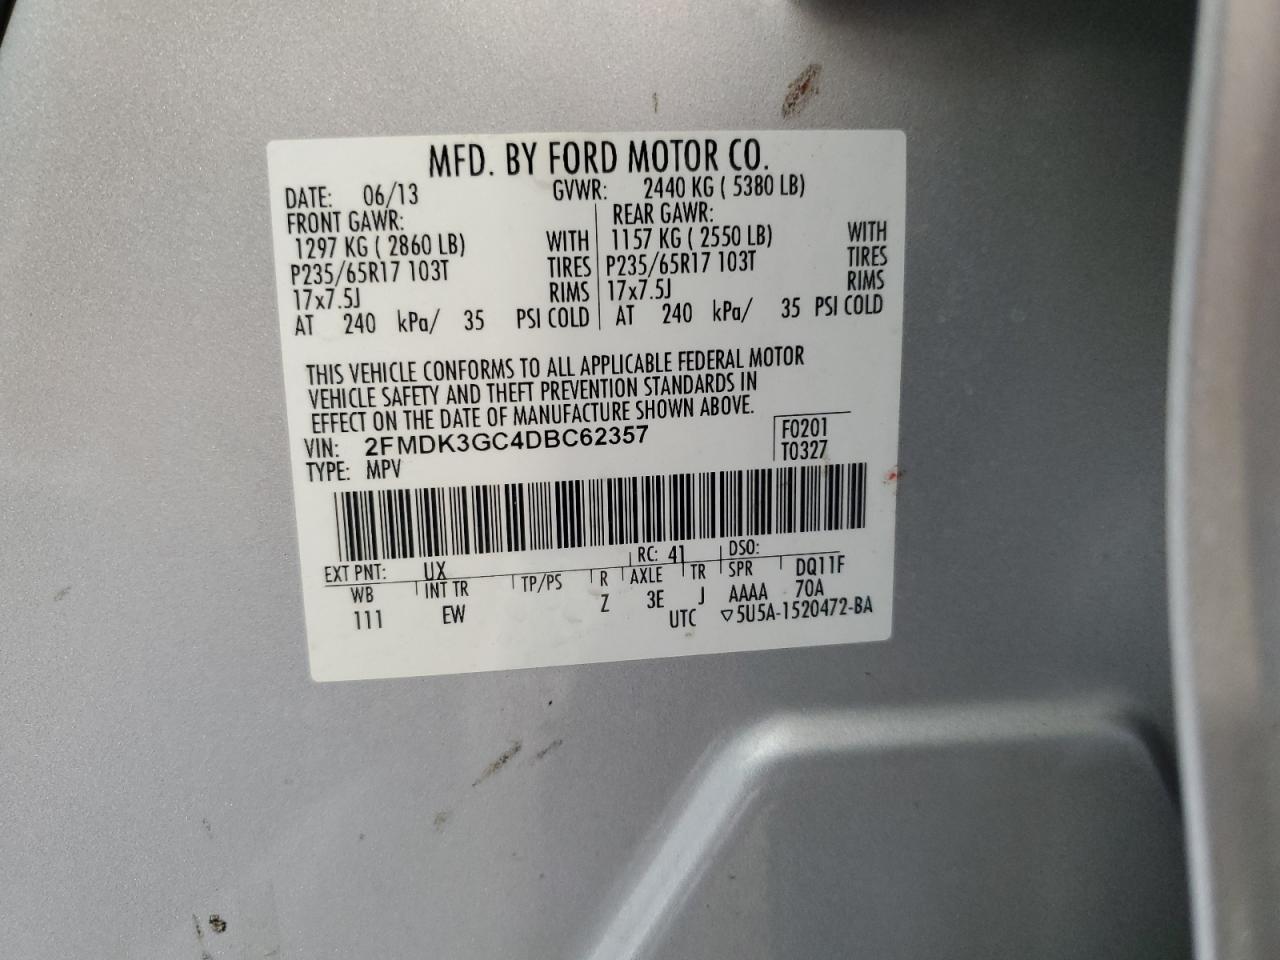 MFD. BY FORD MOTOR CO.
DATE: 06/13 GVWR: 2440 KG ( 5380 LB)
FRONT GAWR: REAR GAWR:
1297 KG ( 2860 LB) WITH 1157 KG ( 2550 LB) WITH
P235/65R17 103T TIRES P235/65R17 103T TIRES
17x7.5J RIMS 17x7.5J RIMS
AT 240 kPa/ 35 PSI COLD AT 240 kPa/ 35 PSI COLD
THIS VEHICLE CONFORMS TO ALL APPLICABLE FEDERAL MOTOR
VEHICLE SAFETY AND THEFT PREVENTION STANDARDS IN
EFFECT ON THE DATE OF MANUFACTURE SHOWN ABOVE.
VIN: 2FMDK3GC4DBC62357 F0201
TYPE: MPV T0327
EXT PNT: UX RC: 41 DSO:
WB INT TR TP/PS R AXLE TR SPR DQ11F
111 EW Z 3E J AAAA 70A
UTC ▽5U5A-1520472-BA